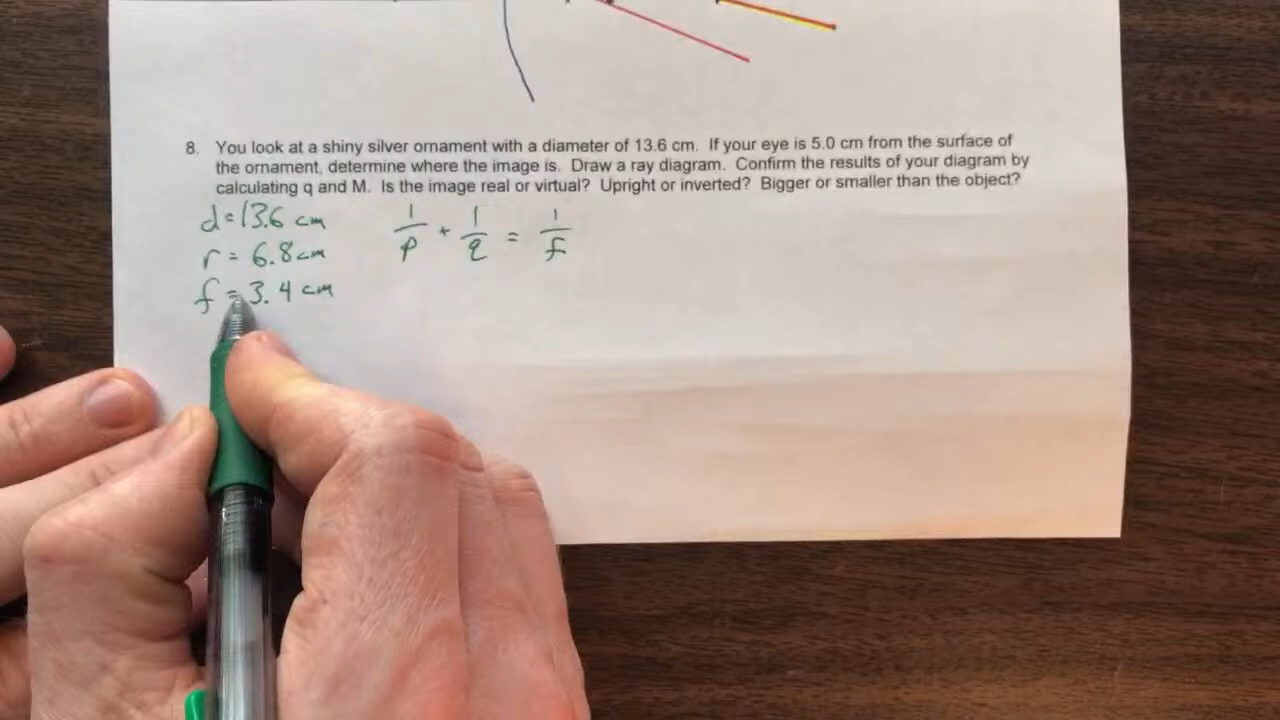 8. You look at a shiny silver ornament with a diameter of 13.6 cm. If your eye is 5.0 cm from the surface of
the ornament, determine where the image is. Draw a ray diagram. Confirm the results of your diagram by
calculating q and M. Is the image real or virtual? Upright or inverted? Bigger or smaller than the object?
d = 13.6 cm
r = 6.8 cm
f = 3.4 cm
1/p + 1/q = 1/f